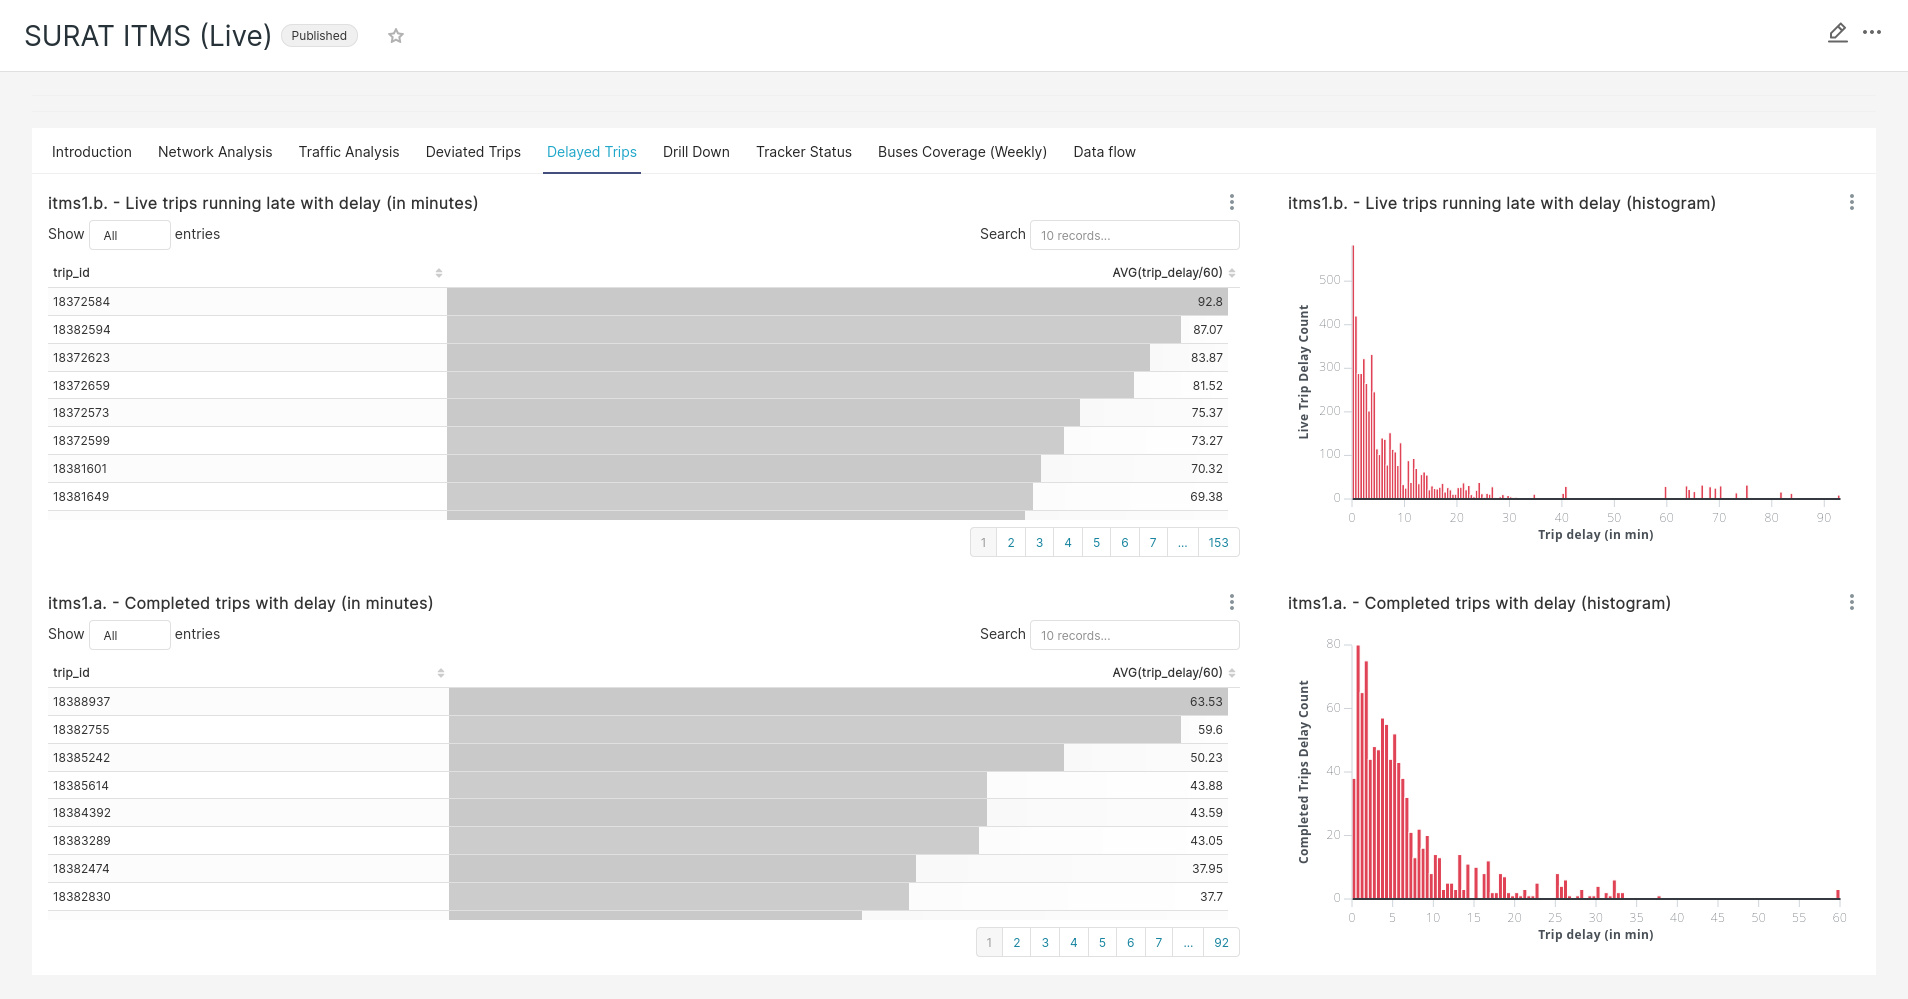 SURAT ITMS (Live) Published
Introduction Network Analysis Traffic Analysis Deviated Trips Delayed Trips Drill Down Tracker Status Buses Coverage (Weekly) Data flow
itms1.b. - Live trips running late with delay (in minutes)
Show All entries Search 10 records...
trip_id AVG(trip_delay/60)
18372584 92.8
18382594 87.07
18372623 83.87
18372659 81.52
18372573 75.37
18372599 73.27
18381601 70.32
18381649 69.38
1 2 3 4 5 6 7 ... 153
itms1.b. - Live trips running late with delay (histogram)
Live Trip Delay Count
500
400
300
200
100
0
0 10 20 30 40 50 60 70 80 90
Trip delay (in min)
itms1.a. - Completed trips with delay (in minutes)
Show All entries Search 10 records...
trip_id AVG(trip_delay/60)
18388937 63.53
18382755 59.6
18385242 50.23
18385614 43.88
18384392 43.59
18383289 43.05
18382474 37.95
18382830 37.7
1 2 3 4 5 6 7 ... 92
itms1.a. - Completed trips with delay (histogram)
Completed Trips Delay Count
80
60
40
20
0
0 5 10 15 20 25 30 35 40 45 50 55 60
Trip delay (in min)